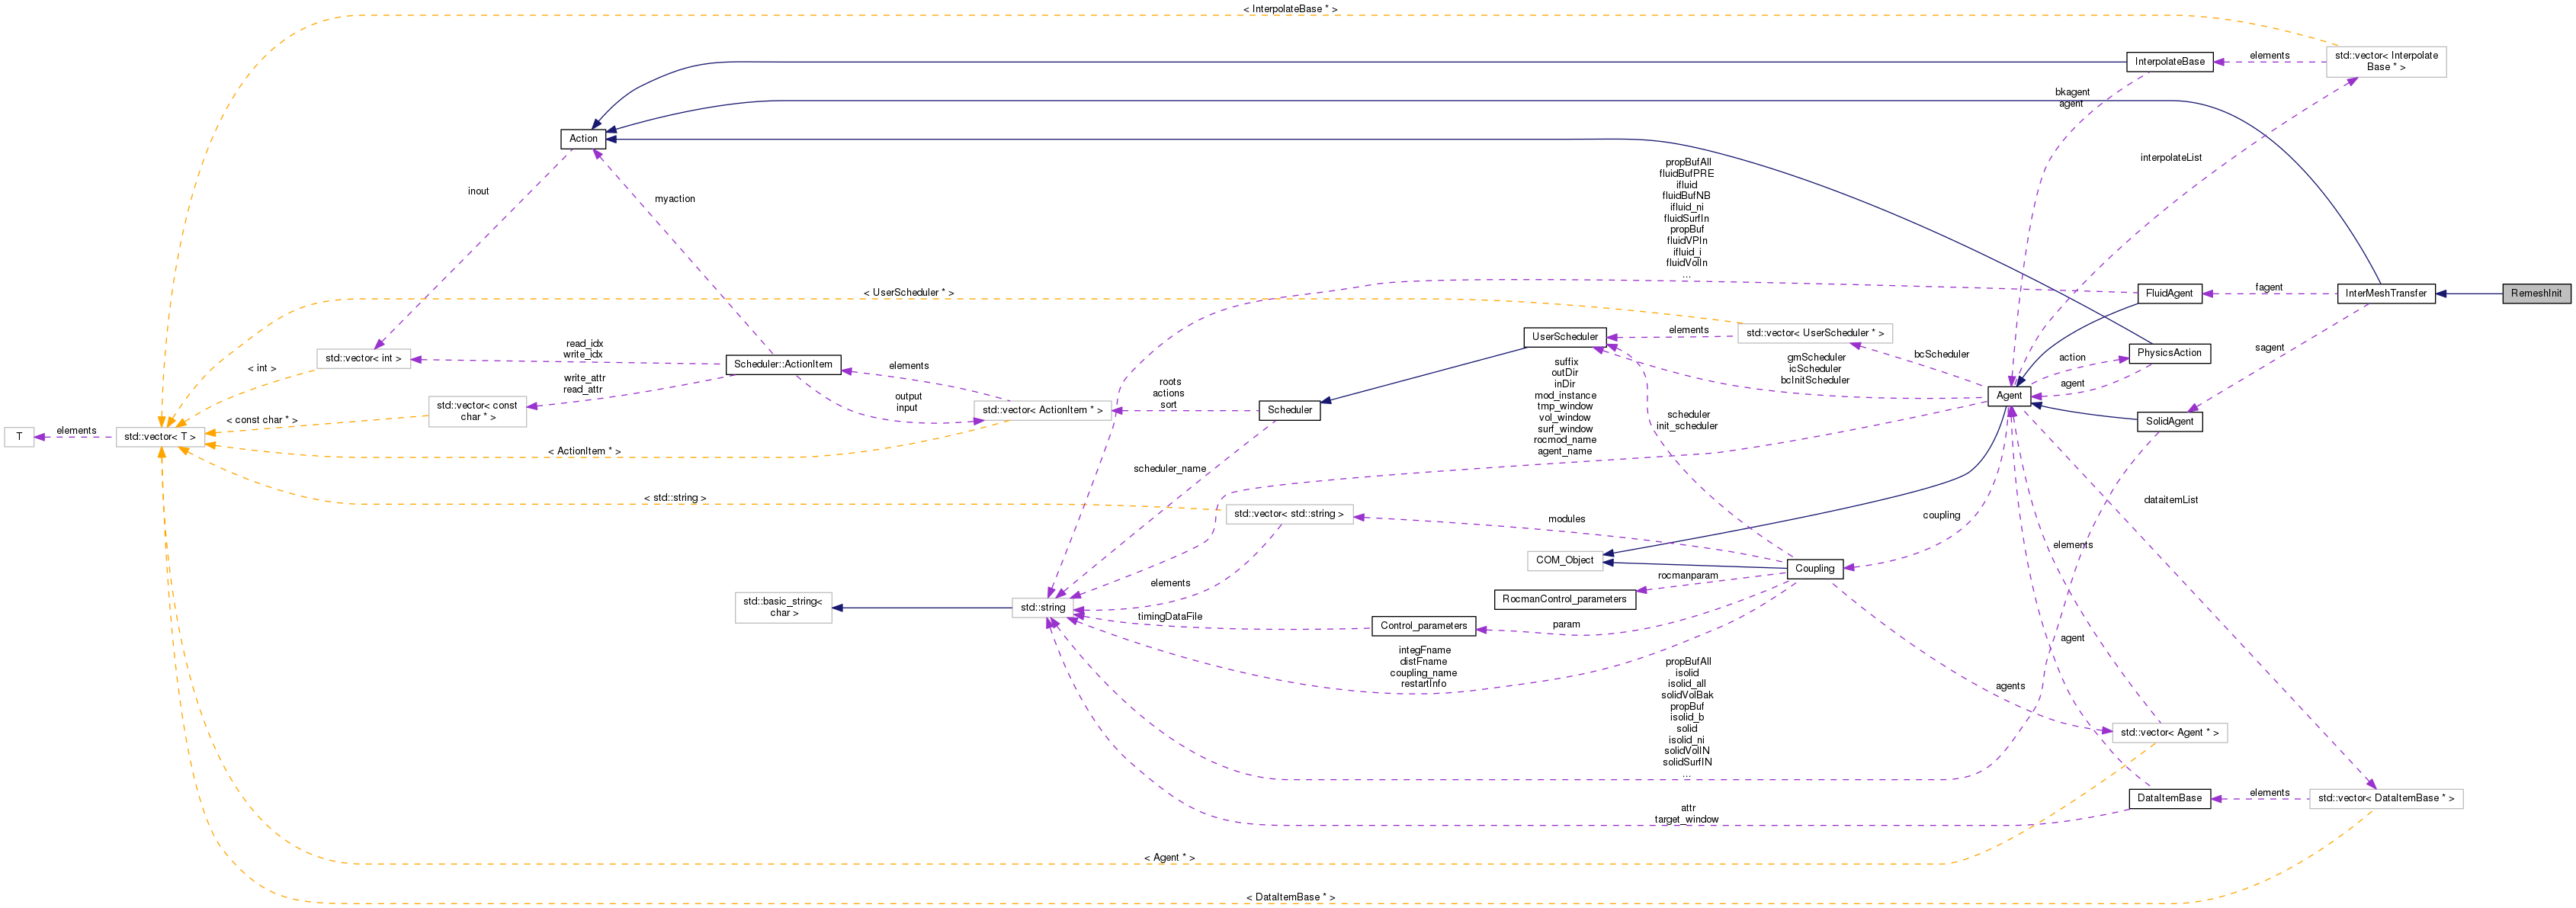 < InterpolateBase * >
std::vector< Interpolate
Base * >
elements
InterpolateBase
bkagent
agent
Action
interpolateList
inout
myaction
propBufAll
fluidBufPRE
ifluid
fluidBufNB
ifluid_ni
fluidSurfIn
propBuf
fluidVPIn
ifluid_i
fluidVolIn
...
< UserScheduler * >
FluidAgent
fagent
InterMeshTransfer
RemeshInit
std::vector< int >
read_idx
write_idx
Scheduler::ActionItem
UserScheduler
elements
std::vector< UserScheduler * >
bcScheduler
gmScheduler
icScheduler
bcInitScheduler
action
PhysicsAction
agent
sagent
< int >
write_attr
read_attr
elements
suffix
outDir
inDir
mod_instance
tmp_window
vol_window
surf_window
rocmod_name
agent_name
std::vector< const
char * >
output
input
std::vector< ActionItem * >
roots
actions
sort
Scheduler
scheduler
init_scheduler
Agent
SolidAgent
< const char * >
T
elements
std::vector< T >
< ActionItem * >
scheduler_name
< std::string >
std::vector< std::string >
modules
coupling
dataitemList
elements
COM_Object
Coupling
rocmanparam
RocmanControl_parameters
elements
std::basic_string<
char >
std::string
timingDataFile
Control_parameters
param
integFname
distFname
coupling_name
restartInfo
propBufAll
isolid
isolid_all
solidVolBak
propBuf
isolid_b
solid
isolid_ni
solidVolIN
solidSurfIN
...
agent
agents
std::vector< Agent * >
attr
target_window
DataItemBase
elements
std::vector< DataItemBase * >
< Agent * >
< DataItemBase * >